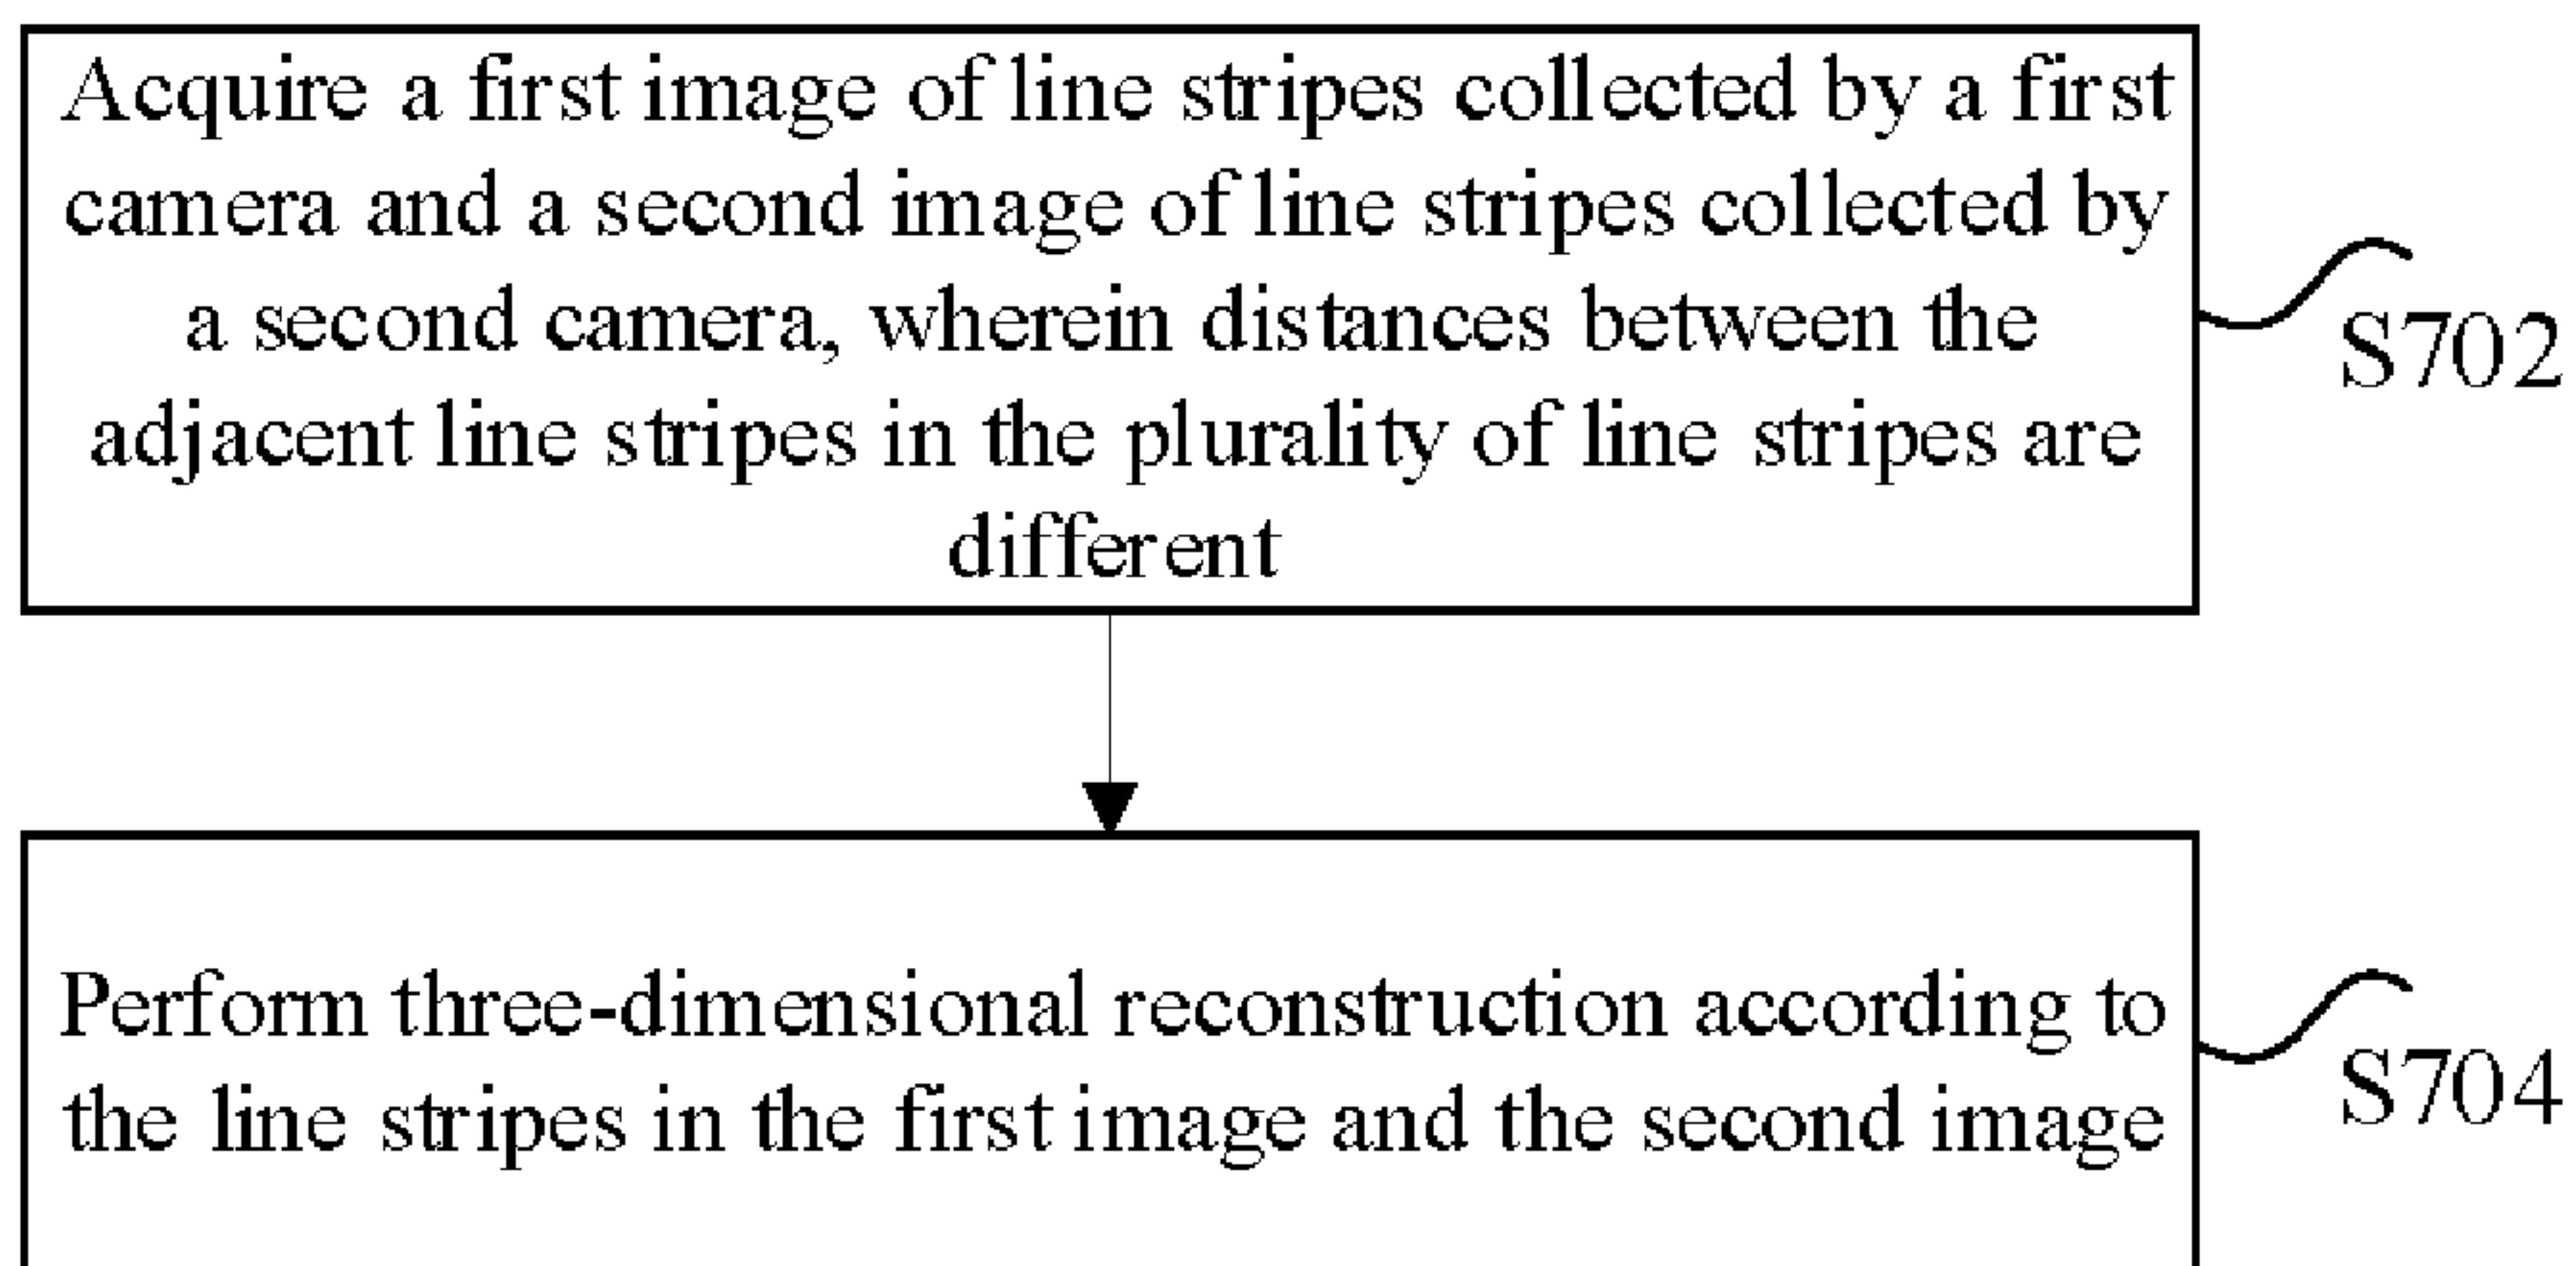 Acquire a first image of line stripes collected by a first
camera and a second image of line stripes collected by
a second camera, wherein distances between the
adjacent line stripes in the plurality of line stripes are
different
S702
Perform three-dimensional reconstruction according to
the line stripes in the first image and the second image
S704